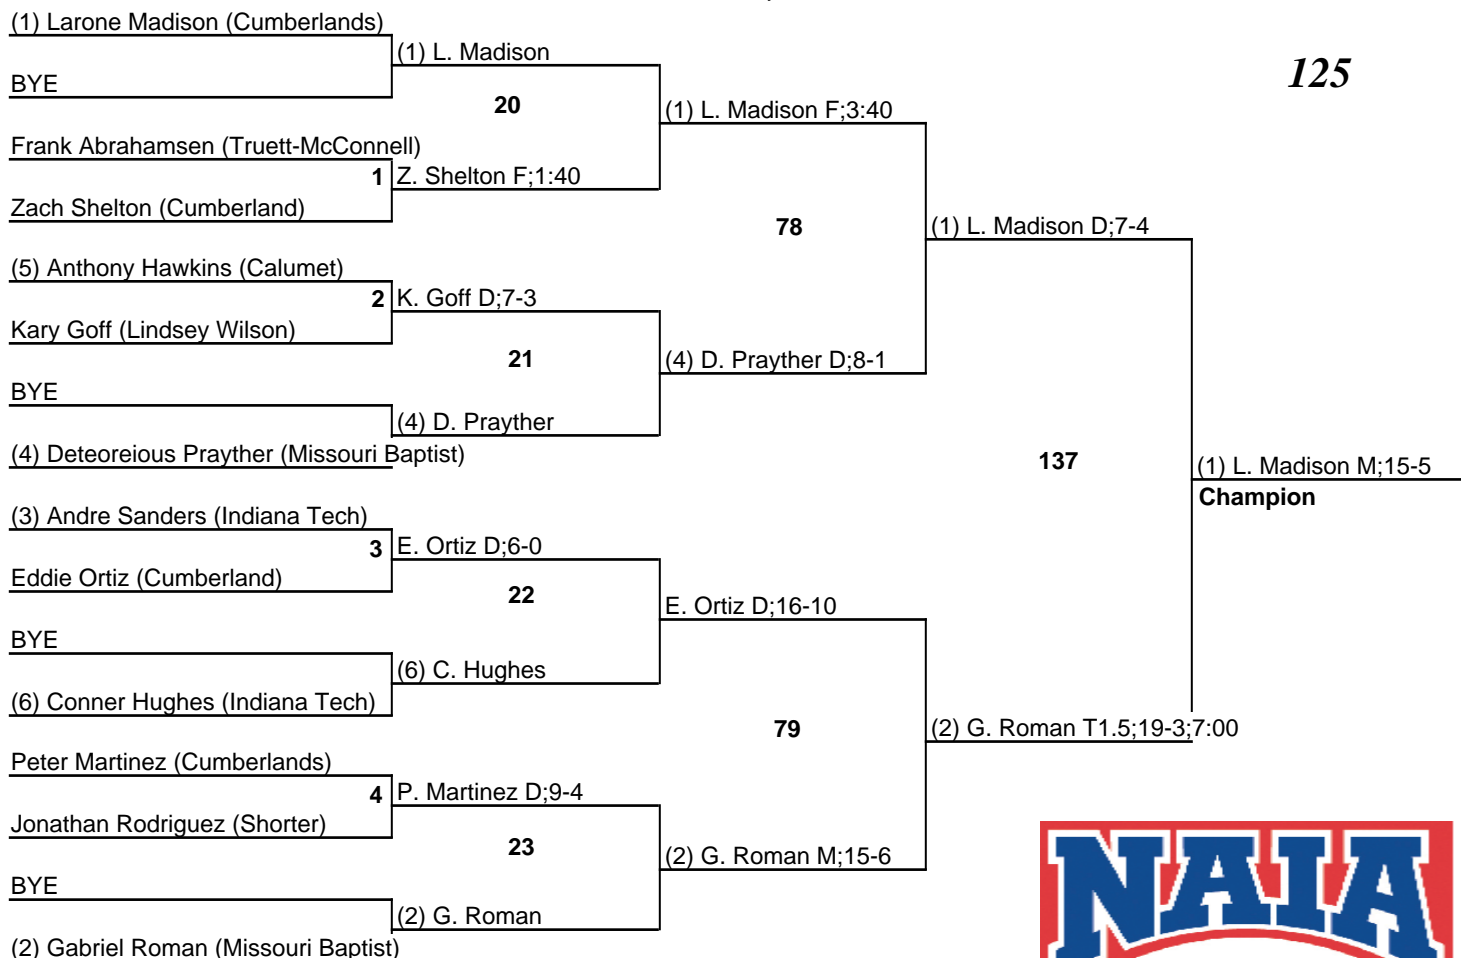 (1) Larone Madison (Cumberlands)
(1) L. Madison
125
BYE
20
(1) L. Madison F;3:40
Frank Abrahamsen (Truett-McConnell)
1 Z. Shelton F;1:40
Zach Shelton (Cumberland)
78
(1) L. Madison D;7-4
(5) Anthony Hawkins (Calumet)
2 K. Goff D;7-3
Kary Goff (Lindsey Wilson)
21
(4) D. Prayther D;8-1
BYE
(4) D. Prayther
(4) Deteoreious Prayther (Missouri Baptist)
137
(1) L. Madison M;15-5
Champion
(3) Andre Sanders (Indiana Tech)
3 E. Ortiz D;6-0
Eddie Ortiz (Cumberland)
22
E. Ortiz D;16-10
BYE
(6) C. Hughes
(6) Conner Hughes (Indiana Tech)
79
(2) G. Roman T1.5;19-3;7:00
Peter Martinez (Cumberlands)
4 P. Martinez D;9-4
Jonathan Rodriguez (Shorter)
23
(2) G. Roman M;15-6
BYE
(2) G. Roman
(2) Gabriel Roman (Missouri Baptist)
NAIA